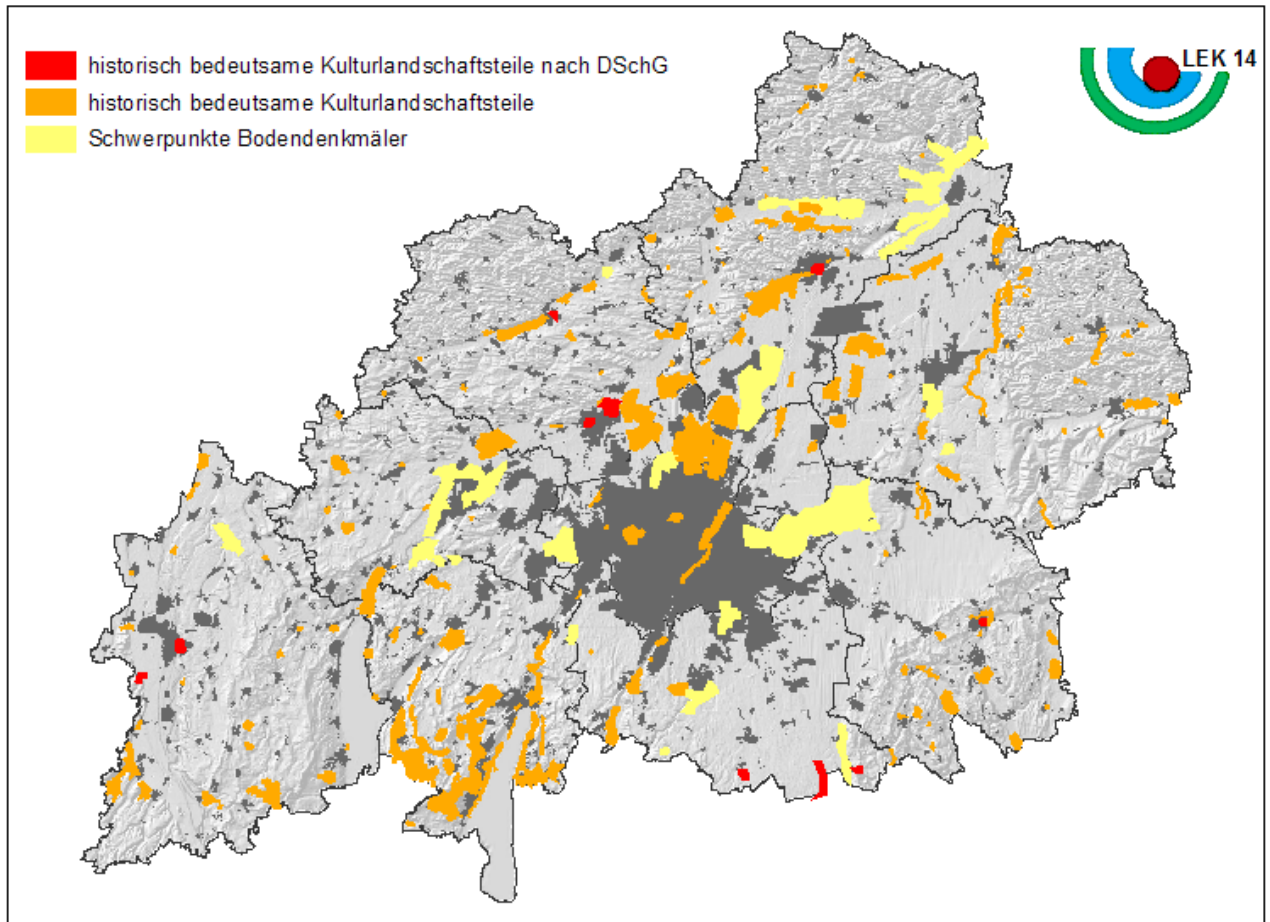 historisch bedeutsame Kulturlandschaftsteile nach DSchG
historisch bedeutsame Kulturlandschaftsteile
Schwerpunkte Bodendenkmäler
LEK 14